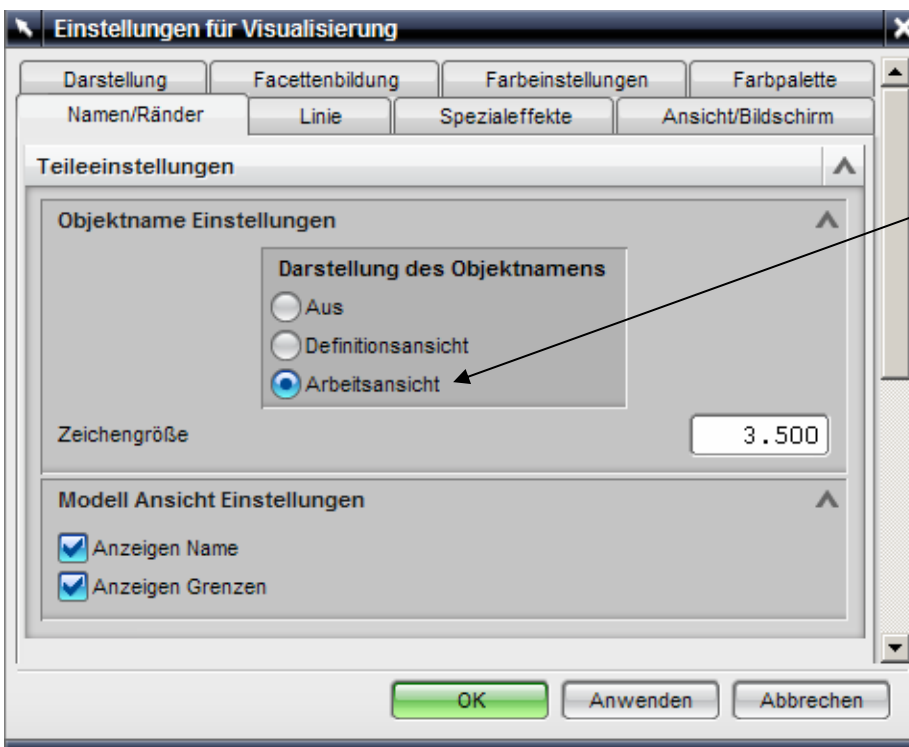 Einstellungen für Visualisierung
Darstellung Facettenbildung Farbeinstellungen Farbpalette
Namen/Ränder Linie Spezialeffekte Ansicht/Bildschirm
Teileeinstellungen
Objektname Einstellungen
Darstellung des Objektnamens
Aus
Definitionsansicht
Arbeitsansicht
Zeichengröße 3.500
Modell Ansicht Einstellungen
Anzeigen Name
Anzeigen Grenzen
OK Anwenden Abbrechen